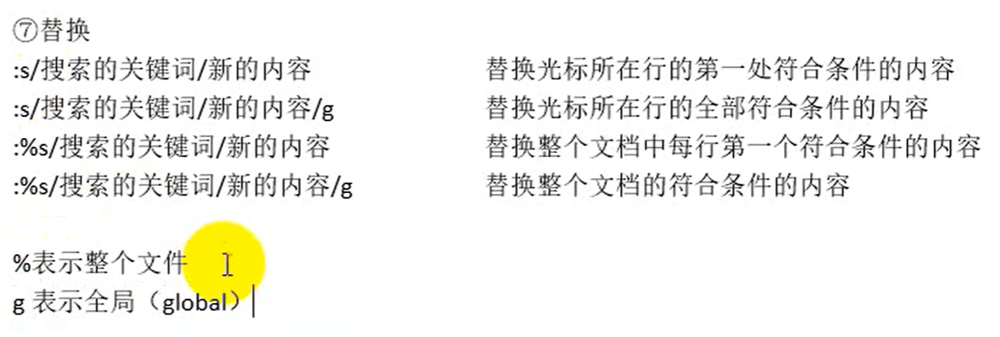 ⑦替换
:s/搜索的关键词/新的内容 替换光标所在行的第一处符合条件的内容
:s/搜索的关键词/新的内容/g 替换光标所在行的全部符合条件的内容
:%s/搜索的关键词/新的内容 替换整个文档中每行第一个符合条件的内容
:%s/搜索的关键词/新的内容/g 替换整个文档的符合条件的内容
%表示整个文件
g 表示全局（global）